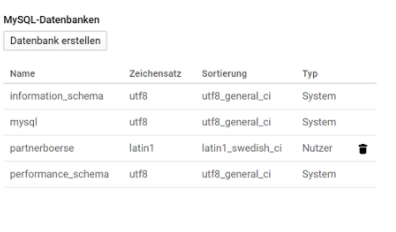 MySQL-Datenbanken
Datenbank erstellen
Name Zeichensatz Sortierung Typ
information_schema utf8 utf8_general_ci System
mysql utf8 utf8_general_ci System
partnerboerse latin1 latin1_swedish_ci Nutzer
performance_schema utf8 utf8_general_ci System